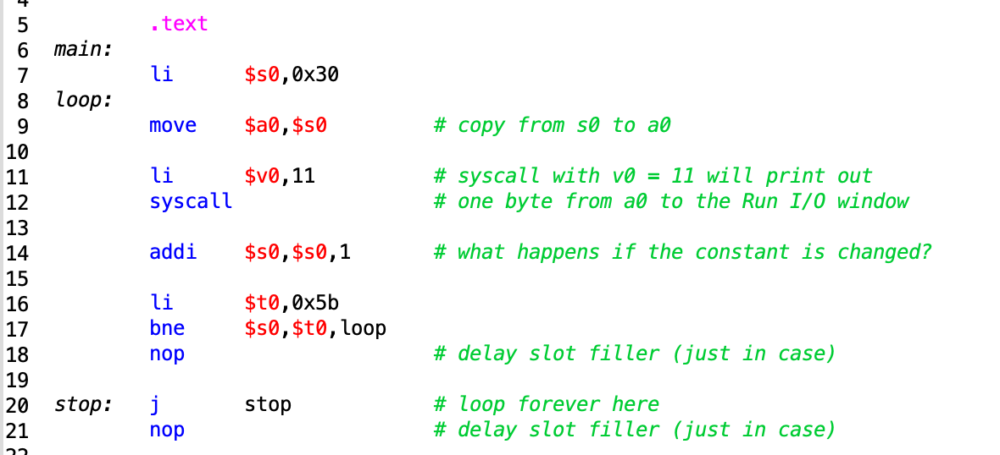 5 .text
6 main:
7 li $s0,0x30
8 loop:
9 move $a0,$s0 # copy from s0 to a0
10
11 li $v0,11 # syscall with v0 = 11 will print out
12 syscall # one byte from a0 to the Run I/O window
13
14 addi $s0,$s0,1 # what happens if the constant is changed?
15
16 li $t0,0x5b
17 bne $s0,$t0,loop
18 nop # delay slot filler (just in case)
19
20 stop: j stop # loop forever here
21 nop # delay slot filler (just in case)